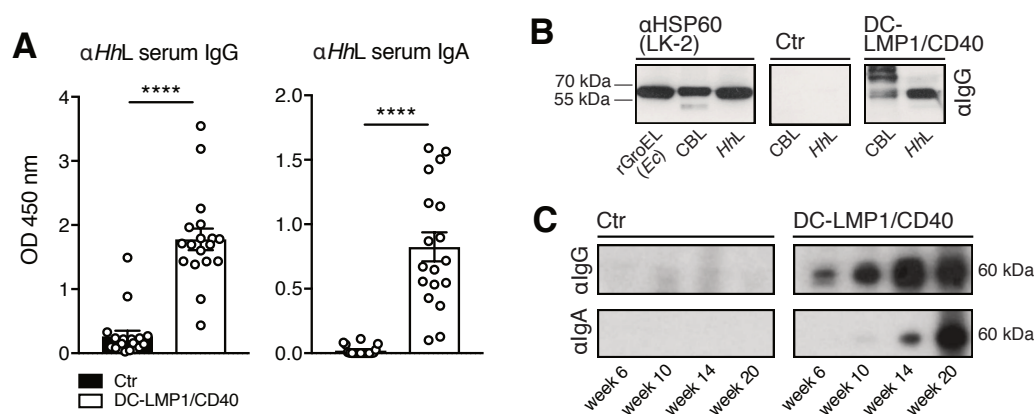 A
αHhL serum IgG
αHhL serum IgA
****
****
OD 450 nm
4
3
2
1
0
2.0
1.5
1.0
0.5
0.0
Ctr
DC-LMP1/CD40
B
αHSP60
(LK-2)
Ctr
DC-
LMP1/CD40
70 kDa
55 kDa
αIgG
rGroEL
(Ec)
CBL
HhL
CBL
HhL
CBL
HhL
C
Ctr
DC-LMP1/CD40
αIgG
60 kDa
αIgA
60 kDa
week 6
week 10
week 14
week 20
week 6
week 10
week 14
week 20